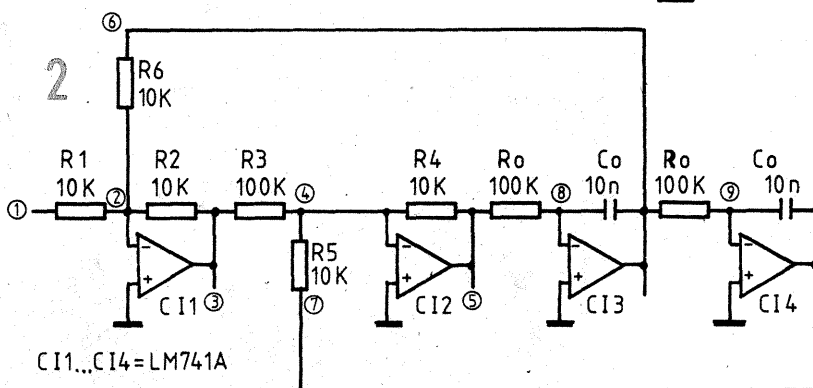 6
2
R6
10K
R1
10K
2
R2
10K
R3
100K
4
R4
10K
Ro
100K
8
Co
10n
Ro
100K
9
Co
10n
1
R5
10K
7
-
+
CI1
3
-
+
CI2
5
-
+
CI3
-
+
CI4
CI1...CI4=LM741A